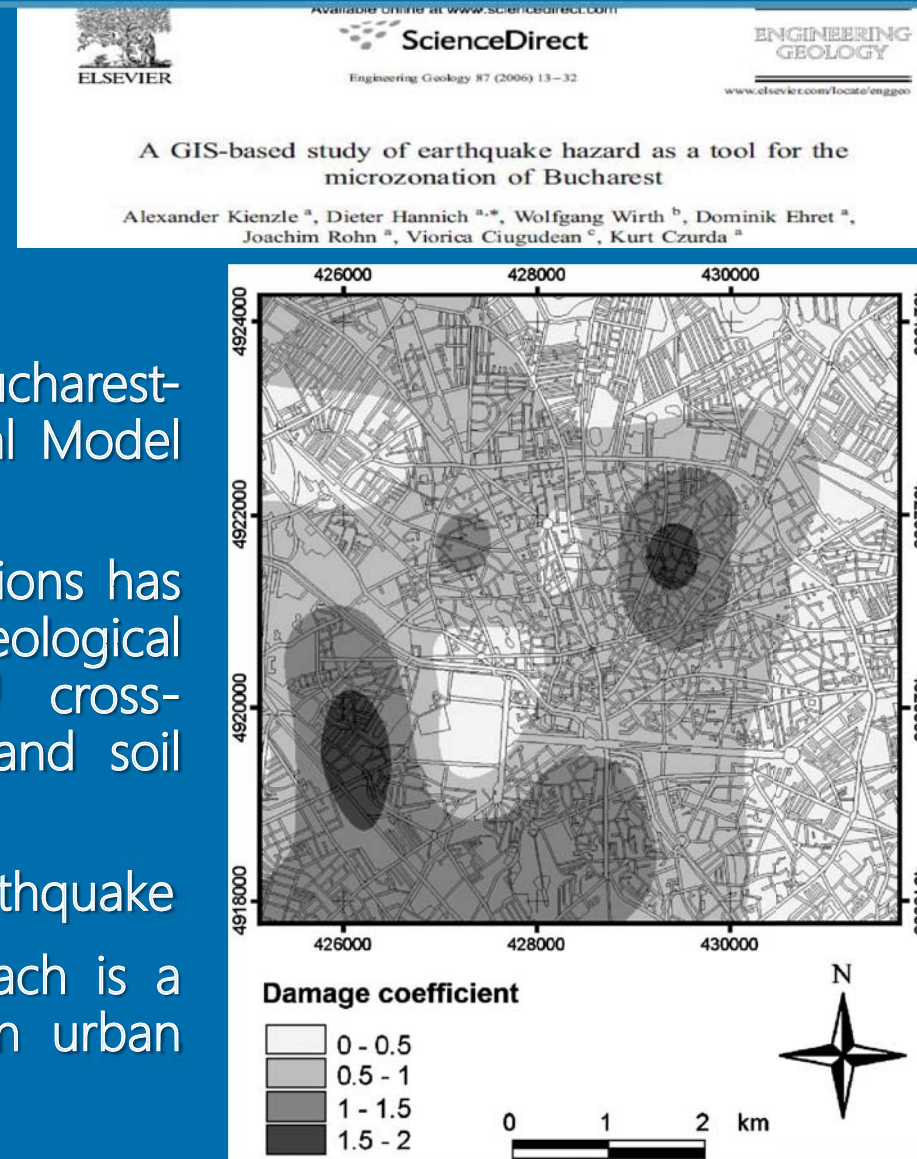 Available online at www.sciencedirect.com
ScienceDirect
ELSEVIER
Engineering Geology 87 (2006) 13–32
ENGINEERING
GEOLOGY
www.elsevier.com/locate/enggeo
A GIS-based study of earthquake hazard as a tool for the
microzonation of Bucharest
Alexander Kienzle a, Dieter Hannich a,*, Wolfgang Wirth b, Dominik Ehret a,
Joachim Rohn a, Viorica Ciugudean c, Kurt Czurda a
ucharest-
al Model
ions has
eological
cross-
and soil
thquake
ach is a
n urban
426000 428000 430000
4924000
4922000
4920000
4918000
426000 428000 430000
Damage coefficient
0 - 0.5
0.5 - 1
1 - 1.5
1.5 - 2
N
0 1 2 km